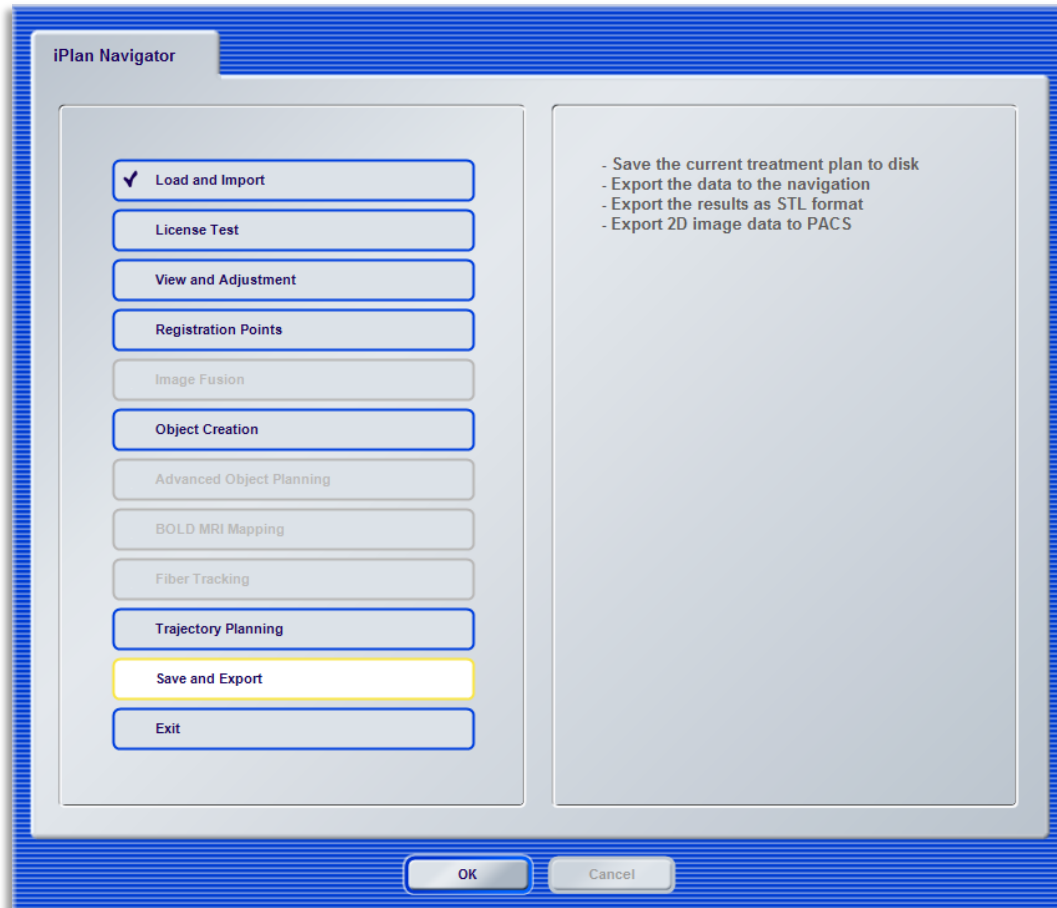 iPlan Navigator
Load and Import
License Test
View and Adjustment
Registration Points
Image Fusion
Object Creation
Advanced Object Planning
BOLD MRI Mapping
Fiber Tracking
Trajectory Planning
Save and Export
Exit
- Save the current treatment plan to disk
- Export the data to the navigation
- Export the results as STL format
- Export 2D image data to PACS
OK
Cancel